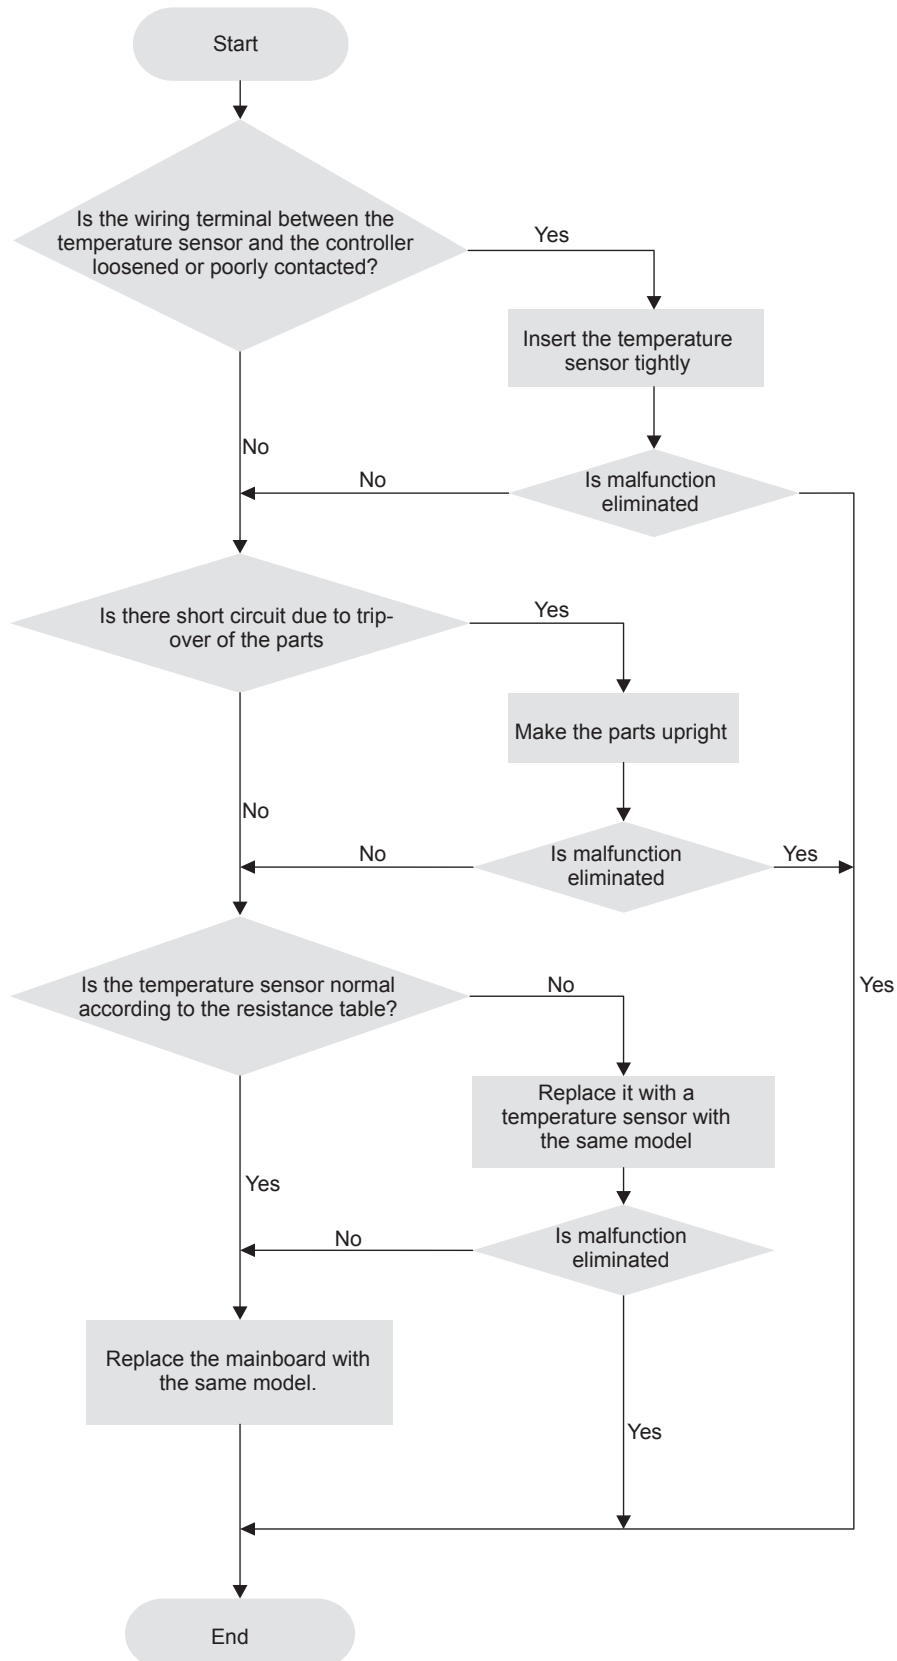 Start
Is the wiring terminal between the
temperature sensor and the controller
loosened or poorly contacted?
Yes
Insert the temperature
sensor tightly
No
No
Is malfunction
eliminated
Is there short circuit due to trip-
over of the parts
Yes
Make the parts upright
No
No
Is malfunction
eliminated
Yes
Is the temperature sensor normal
according to the resistance table?
No
Yes
Replace it with a
temperature sensor with
the same model
Yes
No
Is malfunction
eliminated
Replace the mainboard with
the same model.
Yes
End